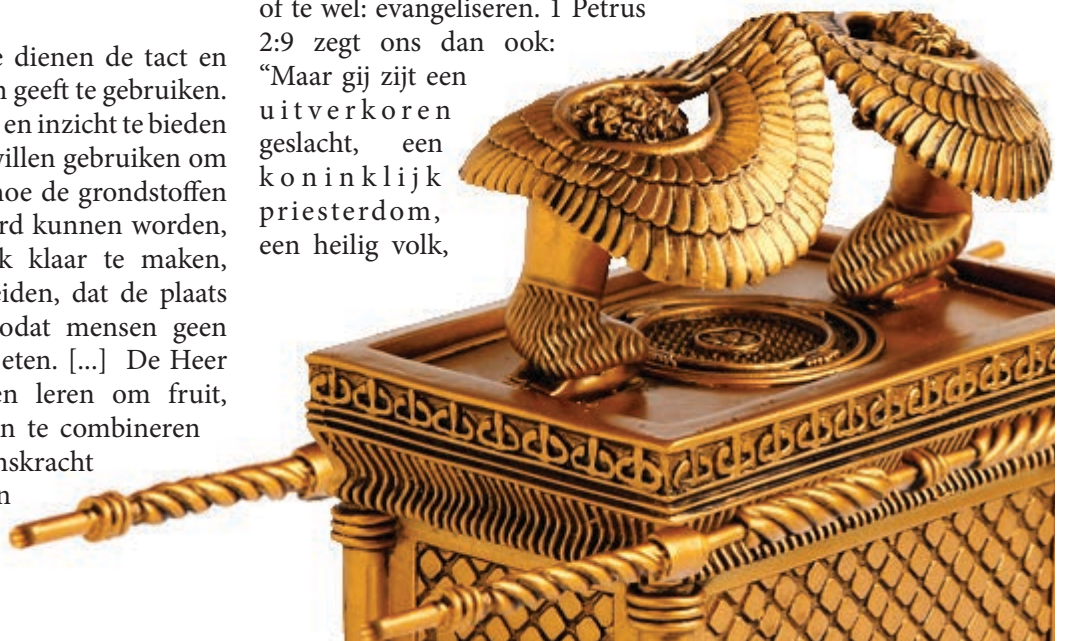 e dienen de tact en
n geeft te gebruiken.
en inzicht te bieden
willen gebruiken om
hoe de grondstoffen
rd kunnen worden,
k klaar te maken,
eiden, dat de plaats
odat mensen geen
eten. [...] De Heer
en leren om fruit,
n te combineren
nskracht
n
of te wel: evangeliseren. 1 Petrus
2:9 zegt ons dan ook:
“Maar gij zijt een
uitverkoren
geslacht, een
koninklijk
priesterdom,
een heilig volk,